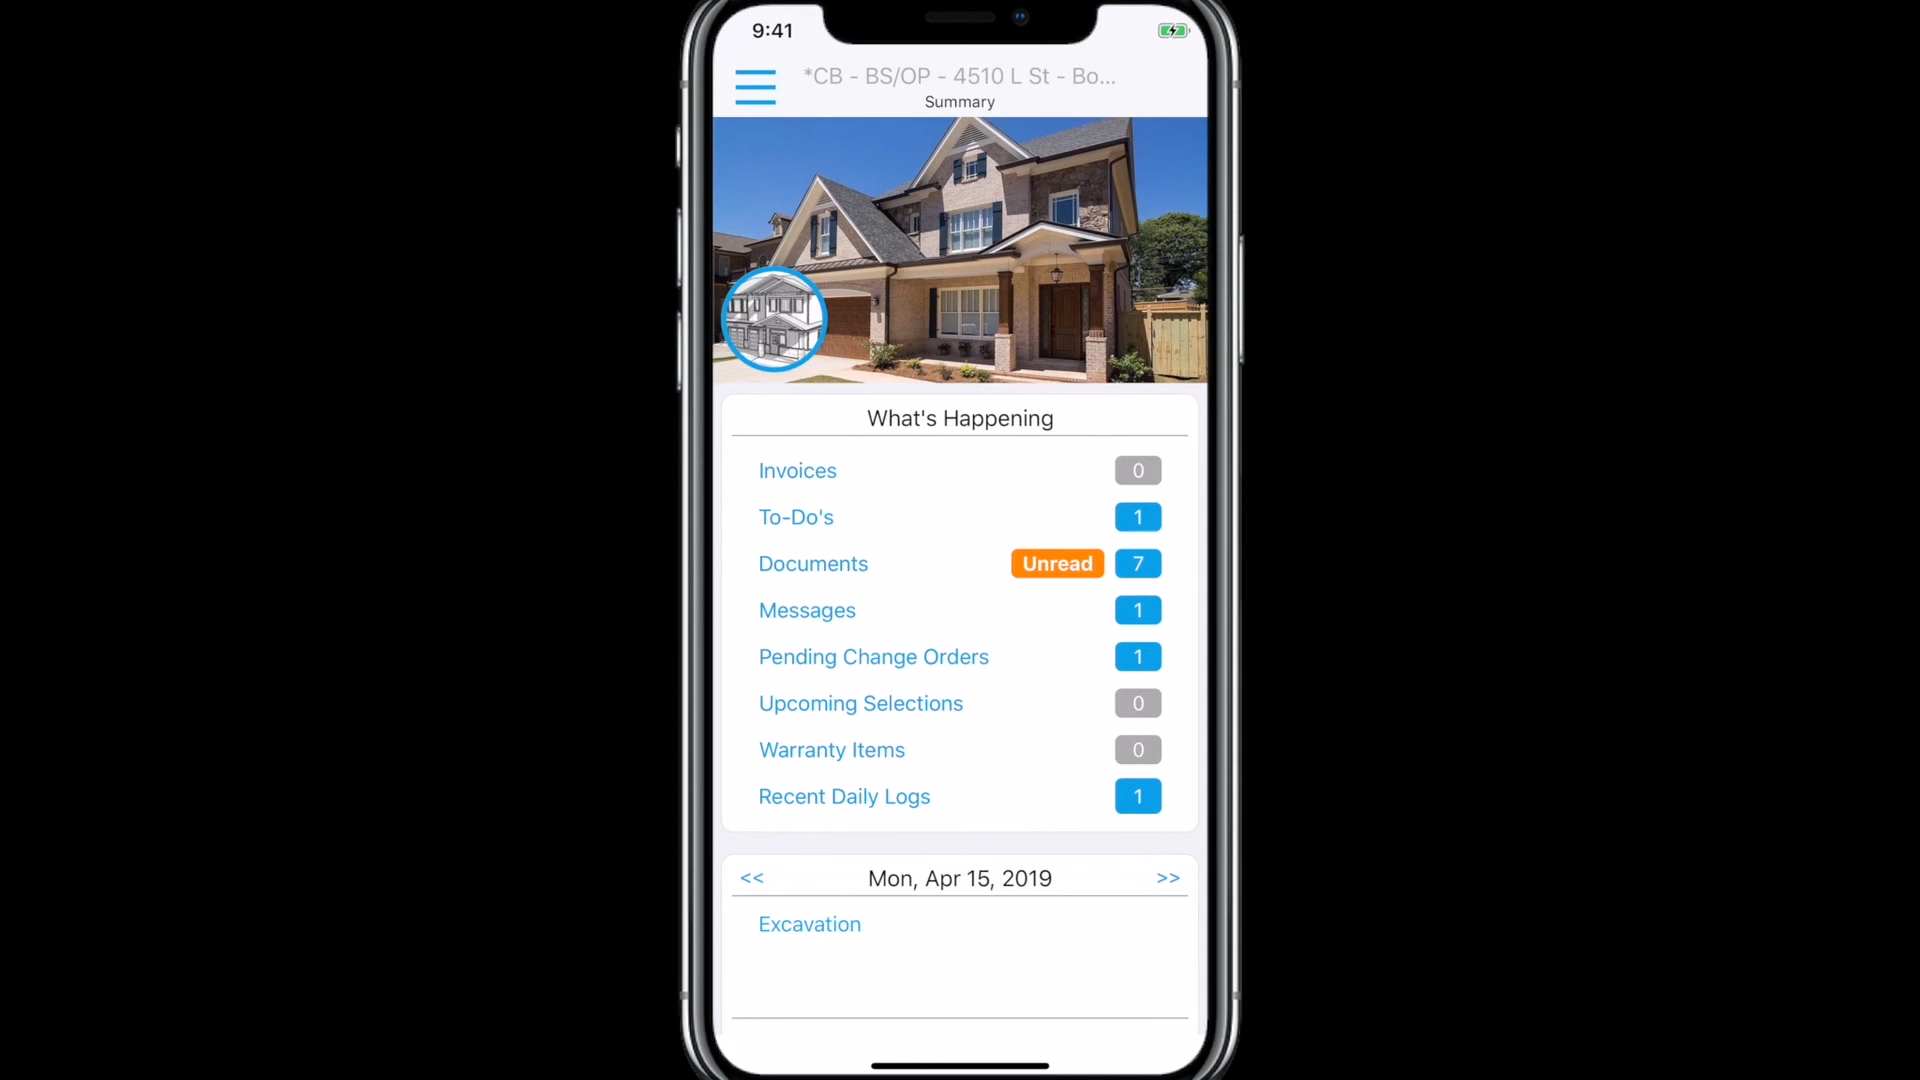 9:41
*CB - BS/OP - 4510 L St - Bo...
Summary
What's Happening
Invoices 0
To-Do's 1
Documents Unread 7
Messages 1
Pending Change Orders 1
Upcoming Selections 0
Warranty Items 0
Recent Daily Logs 1
<< Mon, Apr 15, 2019 >>
Excavation